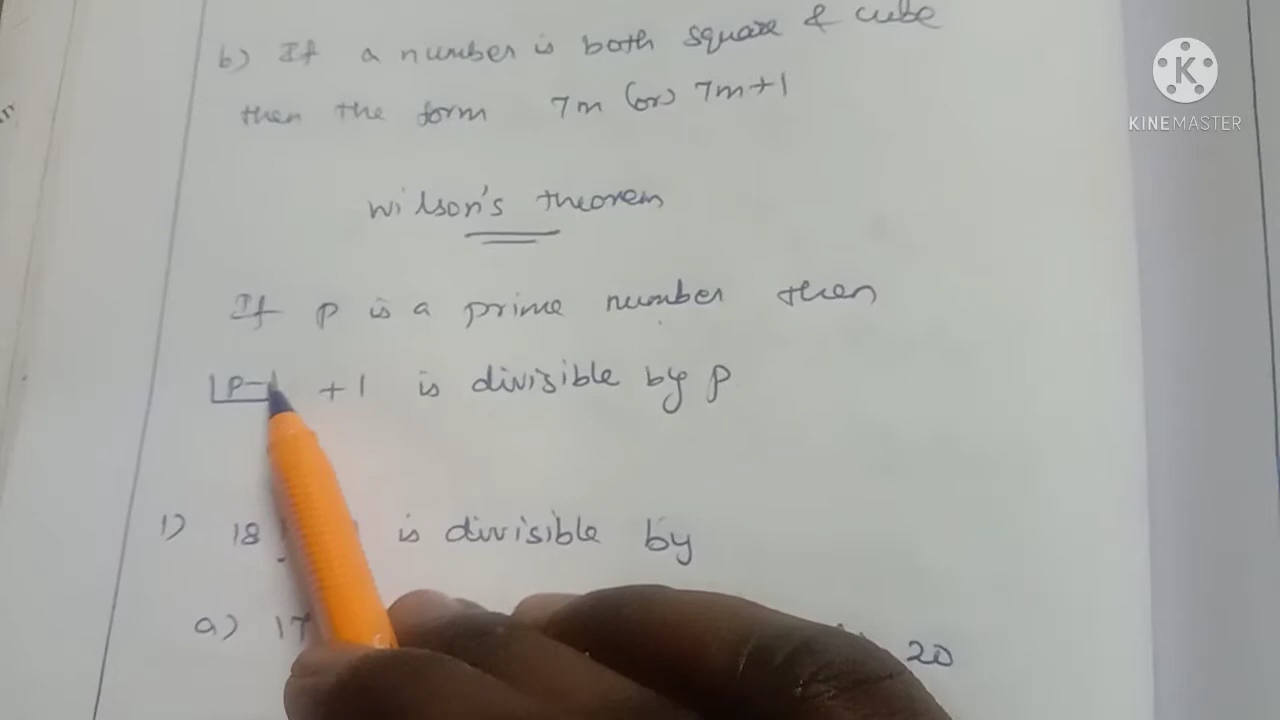 b) If a number is both square & cube
then the form 7m (or) 7m+1
Wilson's theorem
If p is a prime number then
|p-1 +1 is divisible by p
1) 18! is divisible by
a) 17 20
K
KINEMASTER